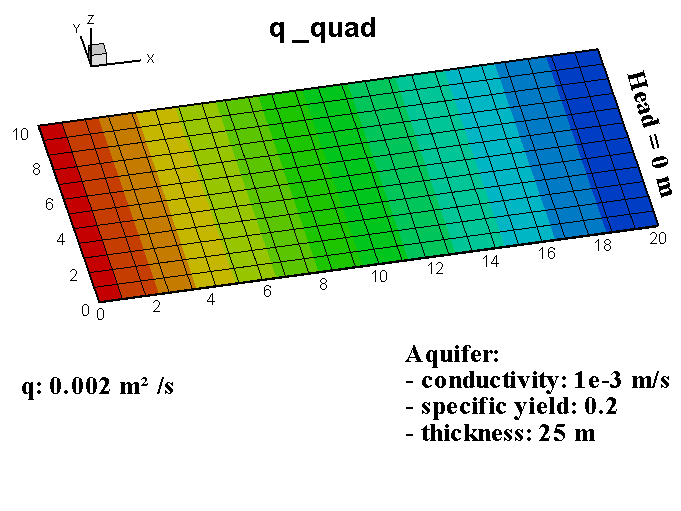 q _quad
Z
Y
X
Head = 0 m
10
8
6
4
2
0
0 2 4 6 8 10 12 14 16 18 20
q: 0.002 m² /s
Aquifer:
- conductivity: 1e-3 m/s
- specific yield: 0.2
- thickness: 25 m